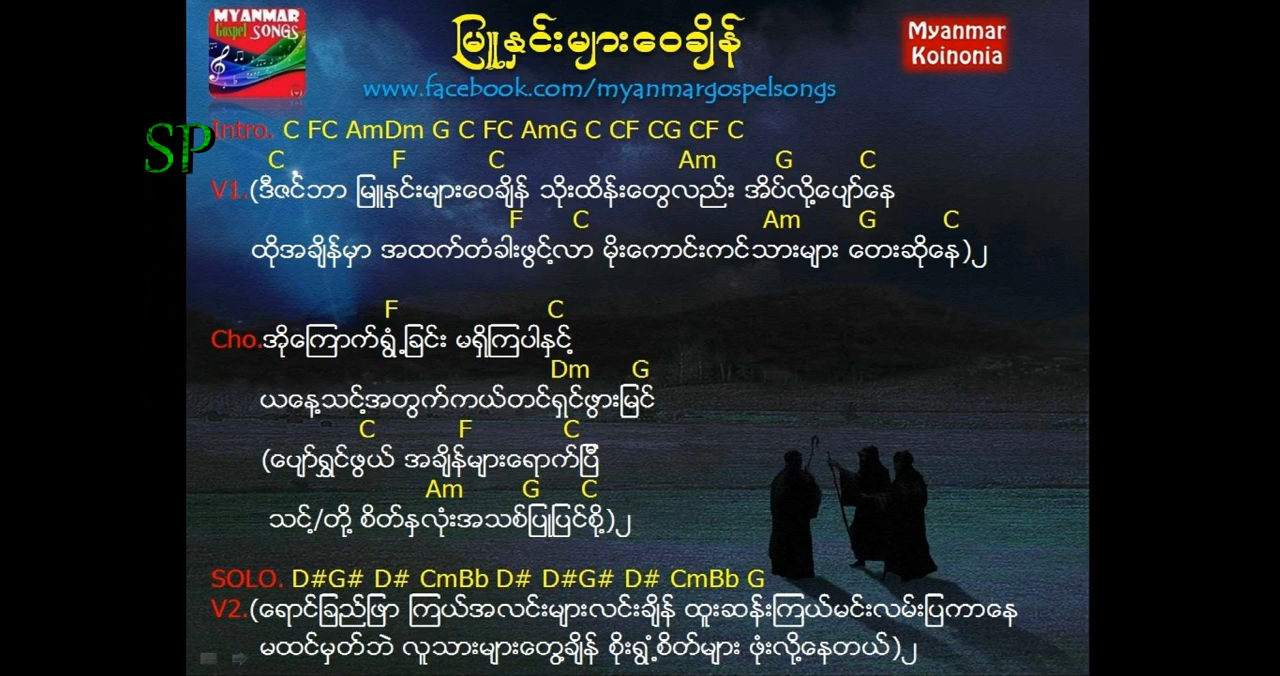 MYANMAR
Gospel SONGS
မြူနှင်းများဝေချိန်
Myanmar
Koinonia
www.facebook.com/myanmargospelsongs
SP
Intro. C FC AmDm G C FC AmG C CF CG CF C
C F C Am G C
V1.(ဒီဇင်ဘာ မြူနှင်းများဝေချိန် သိုးထိန်းတွေလည်း အိပ်လို့ပျော်နေ
F C Am G C
ထိုအချိန်မှာ အထက်တံခါးဖွင့်လာ မိုးကောင်းကင်သားများ တေးဆိုနေ)၂
F C
Cho.အိုကြောက်ရွံ့ခြင်း မရှိကြပါနှင့်
Dm G
ယနေ့သင့်အတွက်ကယ်တင်ရှင်ဖွားမြင်
C F C
(ပျော်ရွှင်ဖွယ် အချိန်များရောက်ပြီ
Am G C
သင့်/တို့ စိတ်နှလုံးအသစ်ပြုပြင်စို့)၂
SOLO. D#G# D# CmBb D# D#G# D# CmBb G
V2.(ရောင်ခြည်ဖြာ ကြယ်အလင်းများလင်းချိန် ထူးဆန်းကြယ်မင်းလမ်းပြကာနေ
မထင်မှတ်ဘဲ လူသားများတွေ့ချိန် စိုးရွံ့စိတ်များ ဖုံးလို့နေတယ်)၂